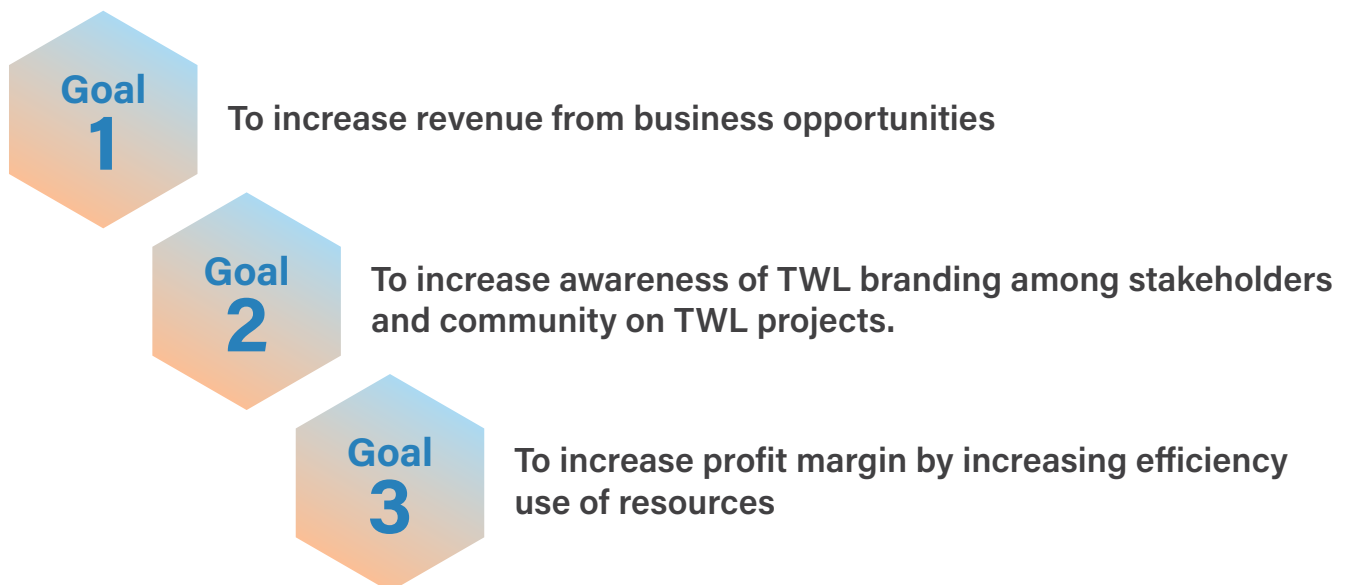 Goal
1
To increase revenue from business opportunities
Goal
2
To increase awareness of TWL branding among stakeholders
and community on TWL projects.
Goal
3
To increase profit margin by increasing efficiency
use of resources